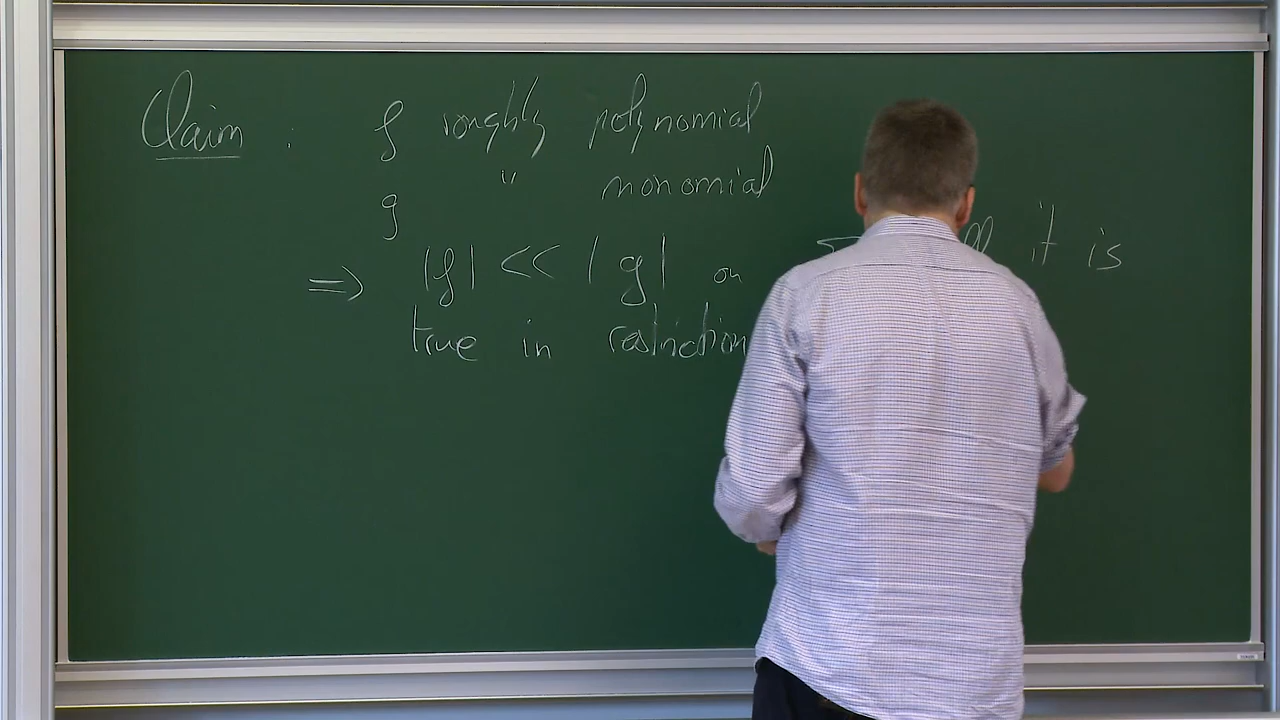 Claim : f roughly polynomial
g " monomial
⇒ |f| << |g| on it is
true in restriction